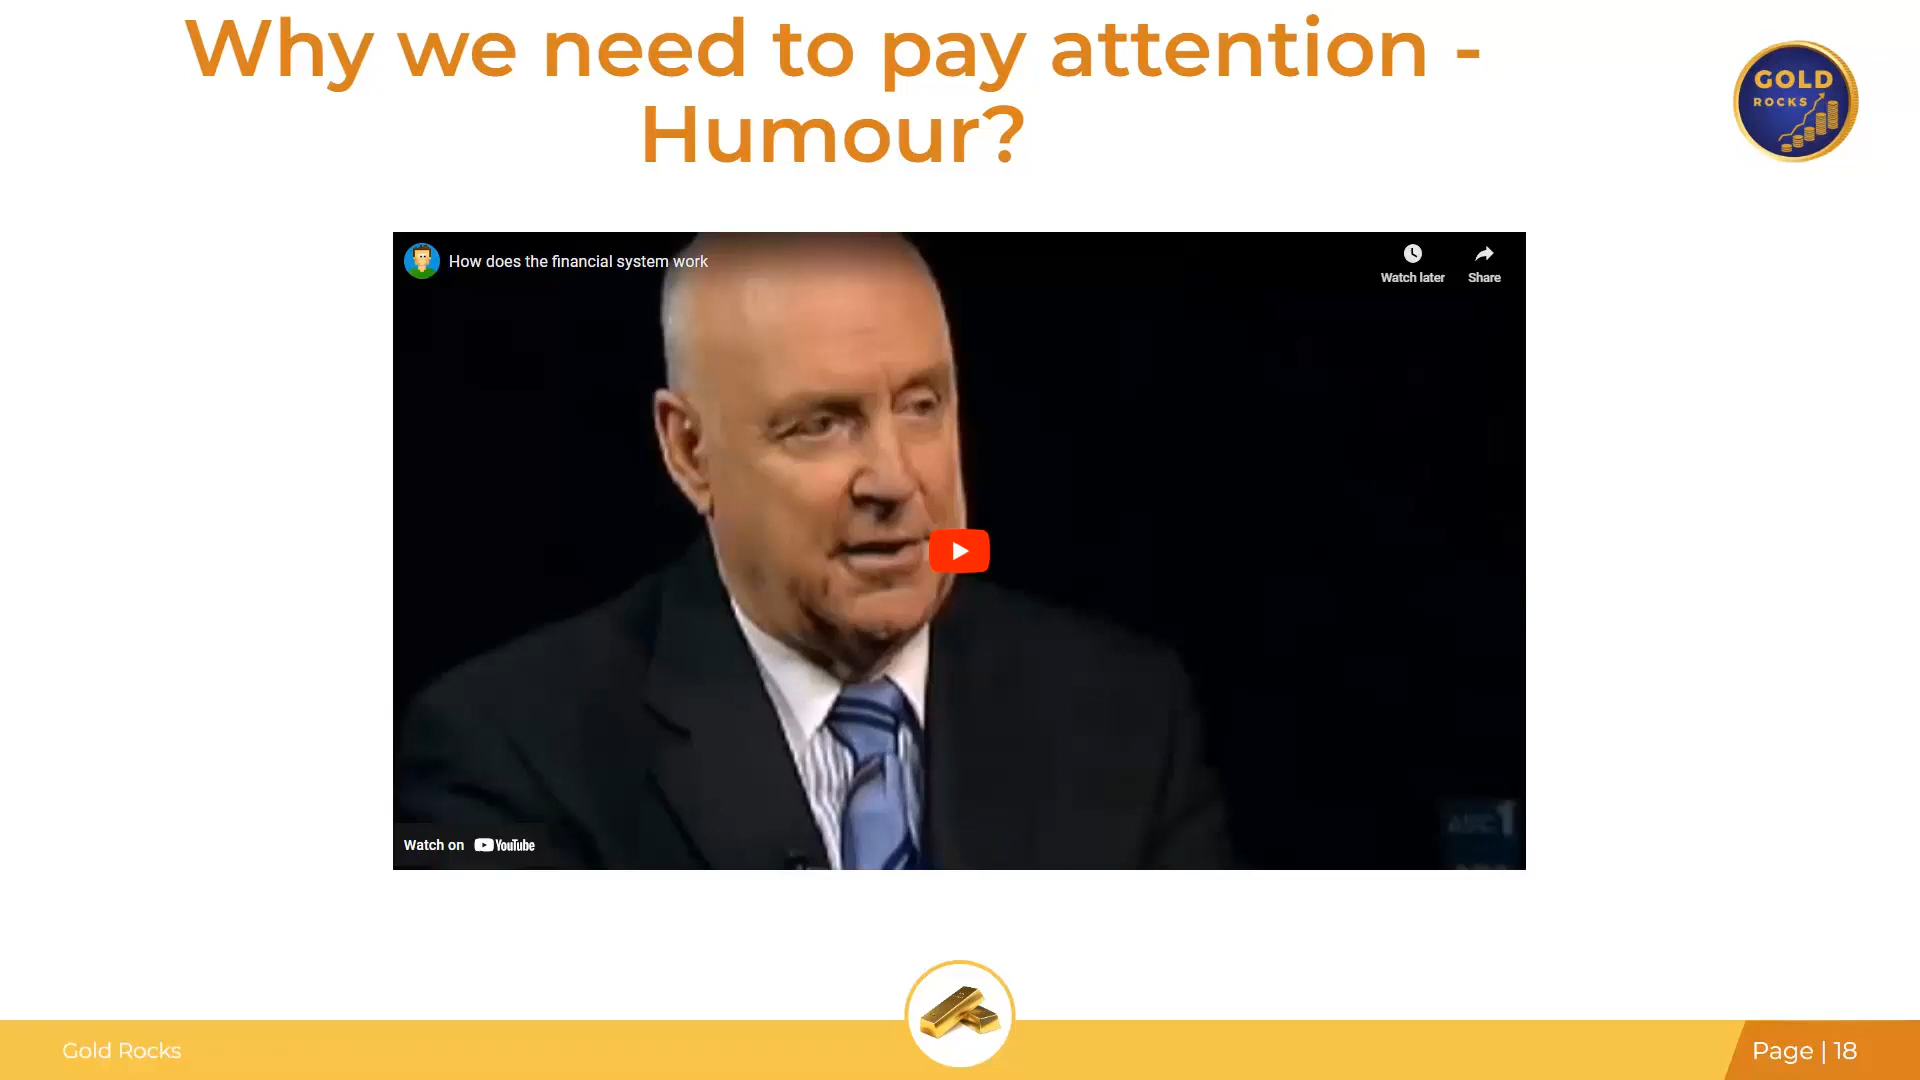 Why we need to pay attention -
Humour?
GOLD
ROCKS
How does the financial system work
Watch later
Share
Watch on YouTube
Gold Rocks
Page | 18